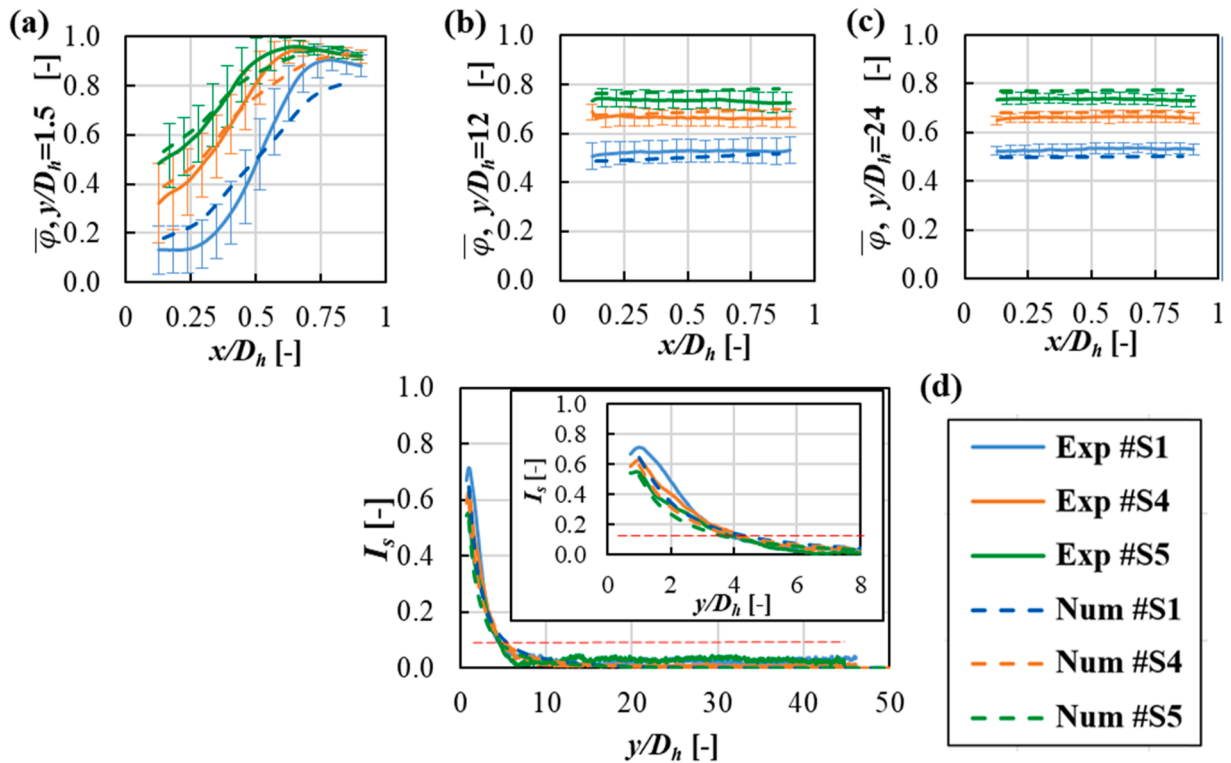 (a)
1.0
0.8
0.6
0.4
0.2
0.0
φ, y/Dh=1.5 [-]
0 0.25 0.5 0.75 1
x/Dh [-]
(b)
1.0
0.8
0.6
0.4
0.2
0.0
φ, y/Dh=12 [-]
0 0.25 0.5 0.75 1
x/Dh [-]
(c)
1.0
0.8
0.6
0.4
0.2
0.0
φ, y/Dh=24 [-]
0 0.25 0.5 0.75 1
x/Dh [-]
1.0
0.8
0.6
0.4
0.2
0.0
Is [-]
0 10 20 30 40 50
y/Dh [-]
1.0
0.8
0.6
0.4
0.2
0.0
Is [-]
0 2 4 6 8
y/Dh [-]
(d)
Exp #S1
Exp #S4
Exp #S5
Num #S1
Num #S4
Num #S5